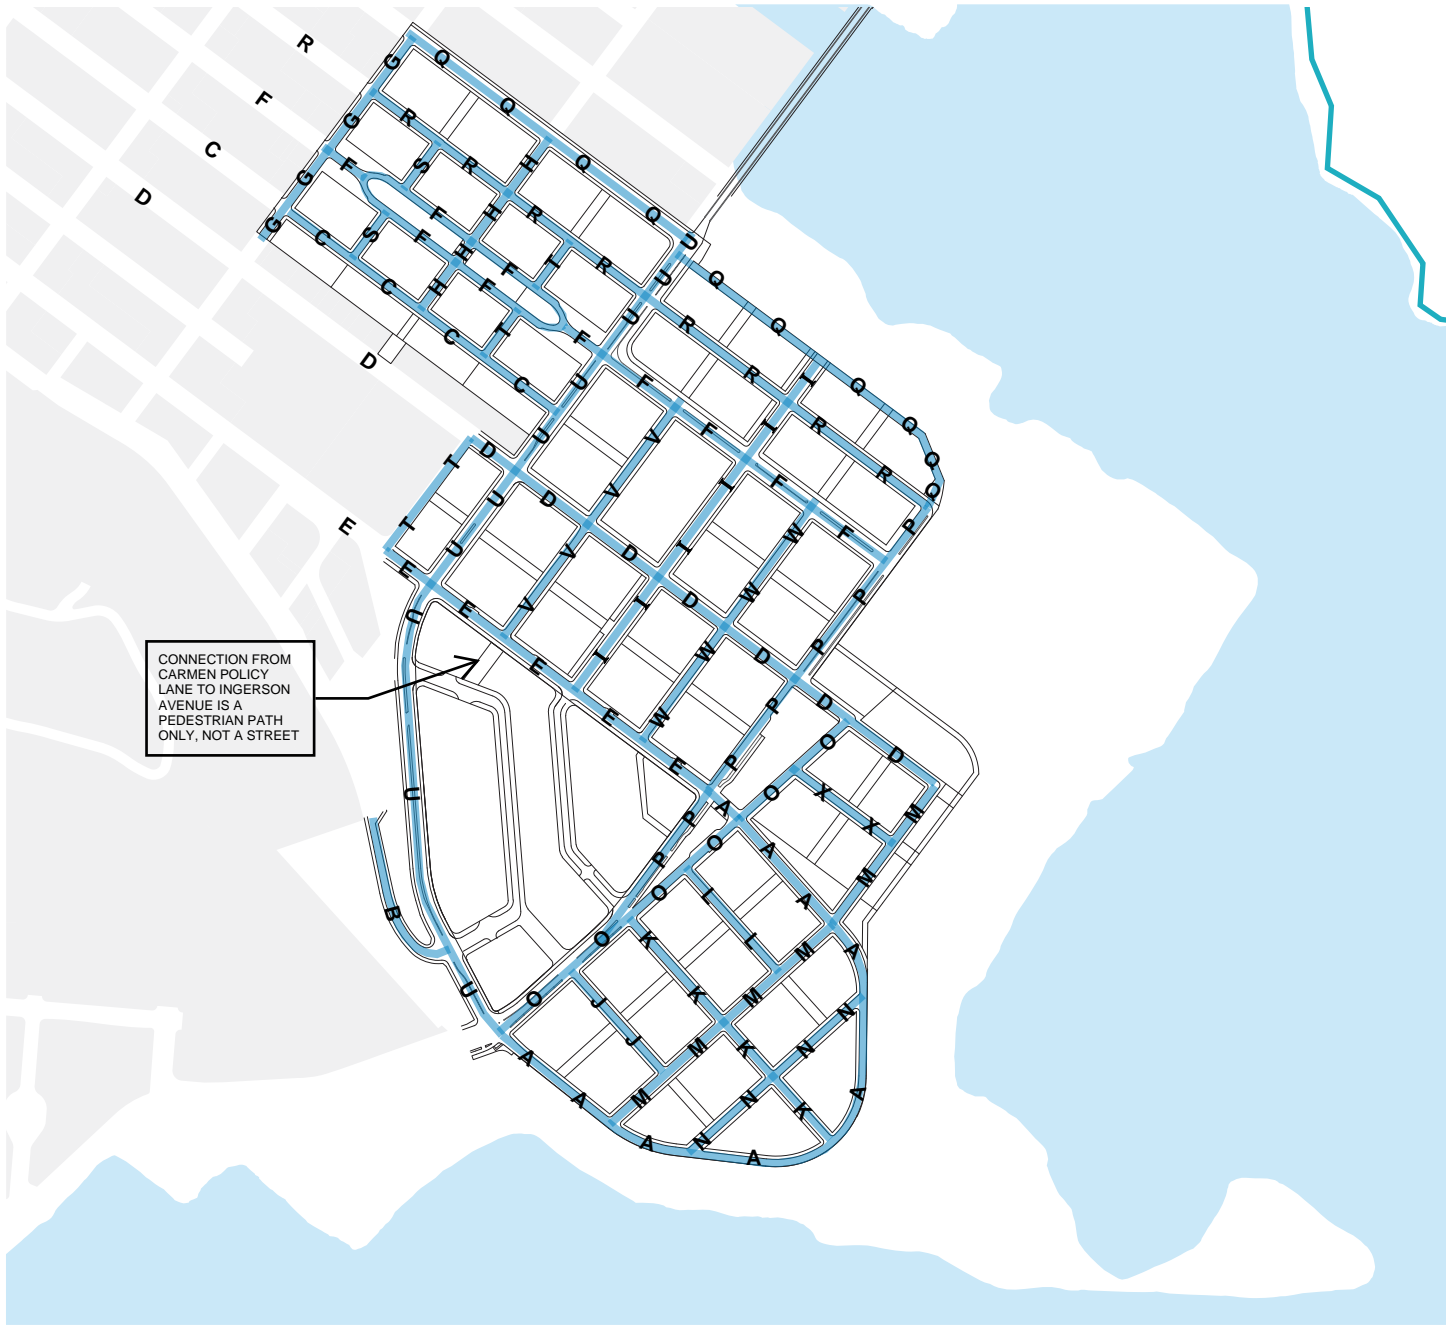 R
F
C
D
G Q Q Q Q U
G R R H R R U
G F S F H F T U
G C S F H F T F U
C C C H T U
Q Q Q Q Q Q Q
R R I R R P
F V F I F F P
D
D U D V D I D W D P D D M
T T U V V I I W W P
E
E U E V E I E W E P A
U
CONNECTION FROM
CARMEN POLICY
LANE TO INGERSON
AVENUE IS A
PEDESTRIAN PATH
ONLY, NOT A STREET
U
O O O O O O
X X M
P P
A A A
B
L L M
K K M
J J M M
U
N N N N
K K
A A A A A